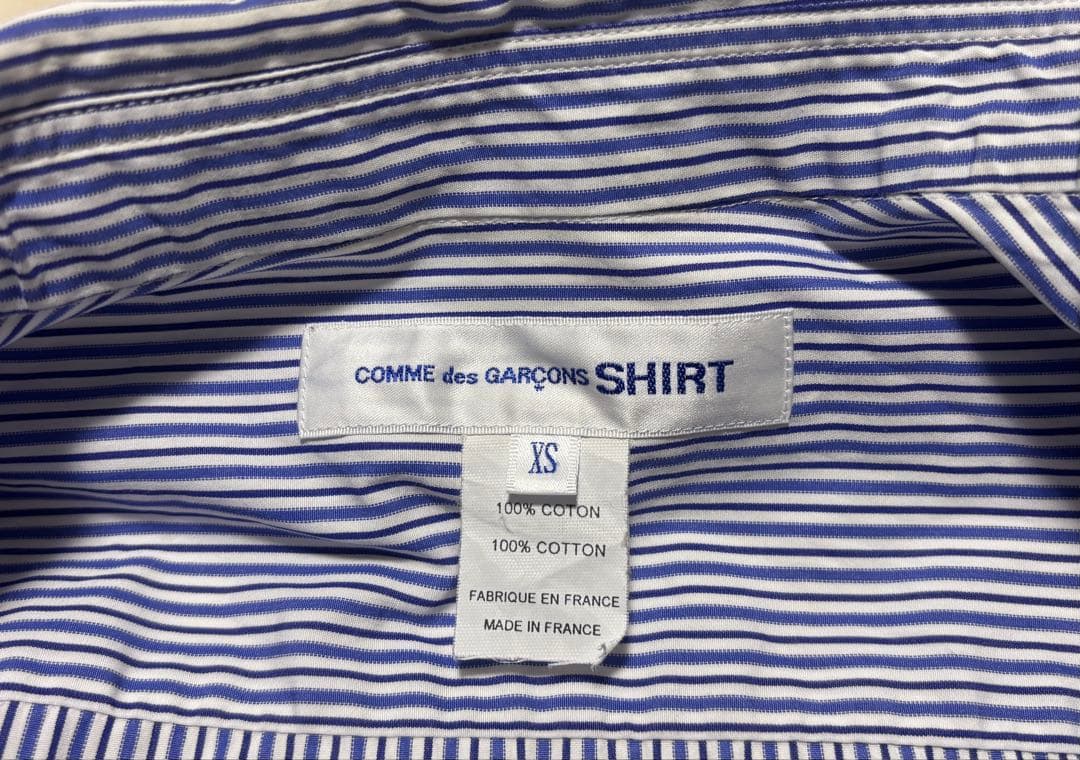 COMME des GARÇONS SHIRT
XS
100% COTON
100% COTTON
FABRIQUE EN FRANCE
MADE IN FRANCE